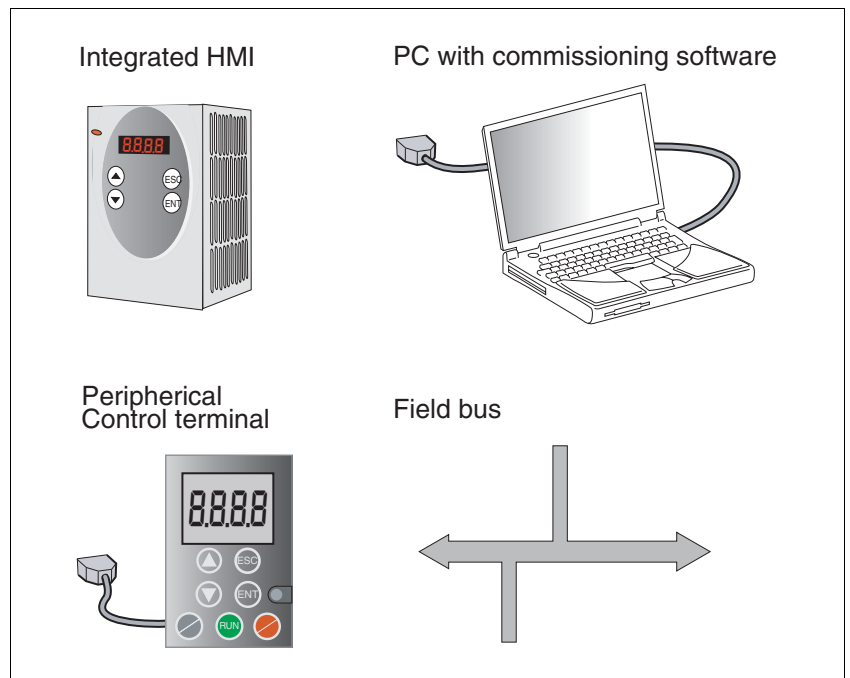 Integrated HMI
PC with commissioning software
8.8.8.8
ESC
ENT
Peripherical
Control terminal
Field bus
8.8.8.8
ESC
ENT
RUN